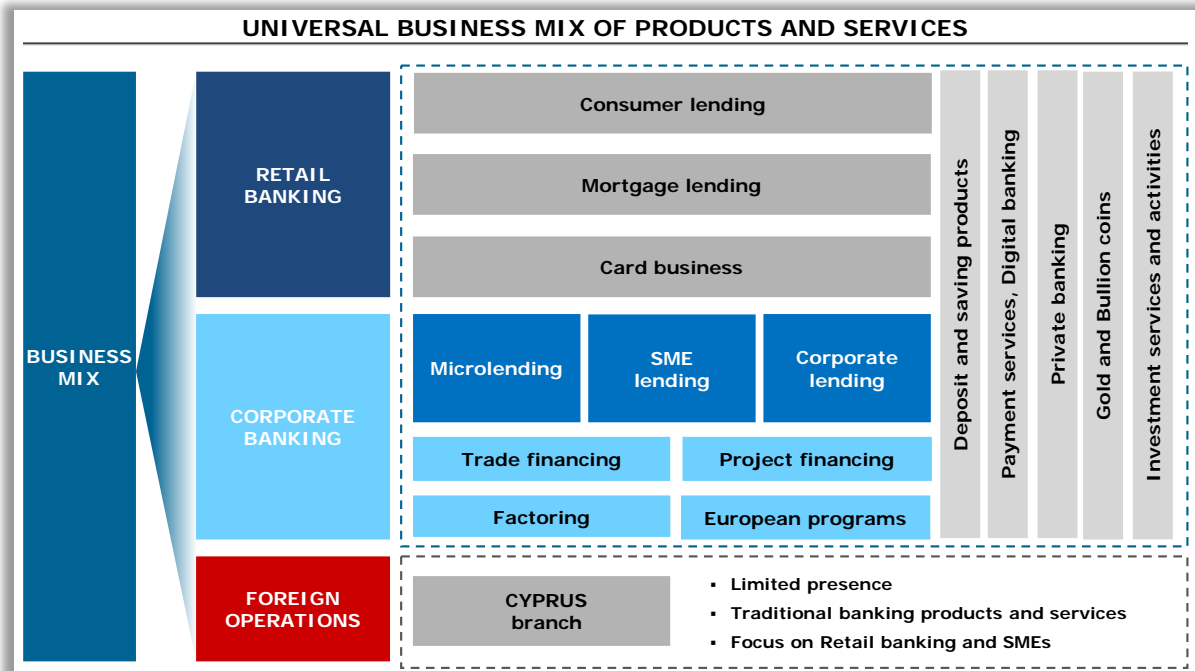 UNIVERSAL BUSINESS MIX OF PRODUCTS AND SERVICES
BUSINESS
MIX
RETAIL
BANKING
Consumer lending
Mortgage lending
Card business
CORPORATE
BANKING
Microlending
SME
lending
Corporate
lending
Trade financing
Project financing
Factoring
European programs
Deposit and saving products
Payment services, Digital banking
Private banking
Gold and Bullion coins
Investment services and activities
FOREIGN
OPERATIONS
CYPRUS
branch
▪ Limited presence
▪ Traditional banking products and services
▪ Focus on Retail banking and SMEs